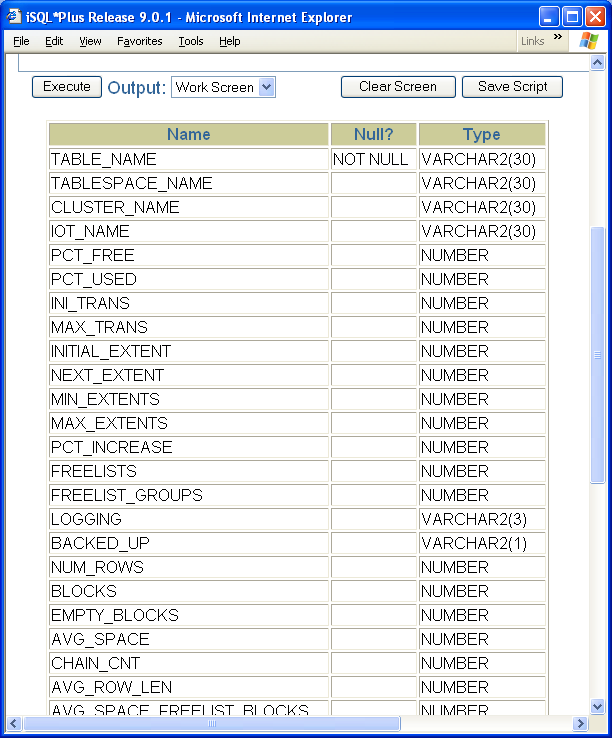 iSQL*Plus Release 9.0.1 - Microsoft Internet Explorer
File Edit View Favorites Tools Help Links »
Execute Output: Work Screen Clear Screen Save Script
Name Null? Type
TABLE_NAME NOT NULL VARCHAR2(30)
TABLESPACE_NAME VARCHAR2(30)
CLUSTER_NAME VARCHAR2(30)
IOT_NAME VARCHAR2(30)
PCT_FREE NUMBER
PCT_USED NUMBER
INI_TRANS NUMBER
MAX_TRANS NUMBER
INITIAL_EXTENT NUMBER
NEXT_EXTENT NUMBER
MIN_EXTENTS NUMBER
MAX_EXTENTS NUMBER
PCT_INCREASE NUMBER
FREELISTS NUMBER
FREELIST_GROUPS NUMBER
LOGGING VARCHAR2(3)
BACKED_UP VARCHAR2(1)
NUM_ROWS NUMBER
BLOCKS NUMBER
EMPTY_BLOCKS NUMBER
AVG_SPACE NUMBER
CHAIN_CNT NUMBER
AVG_ROW_LEN NUMBER
AVG_SPACE_FREELIST_BLOCKS NUMBER